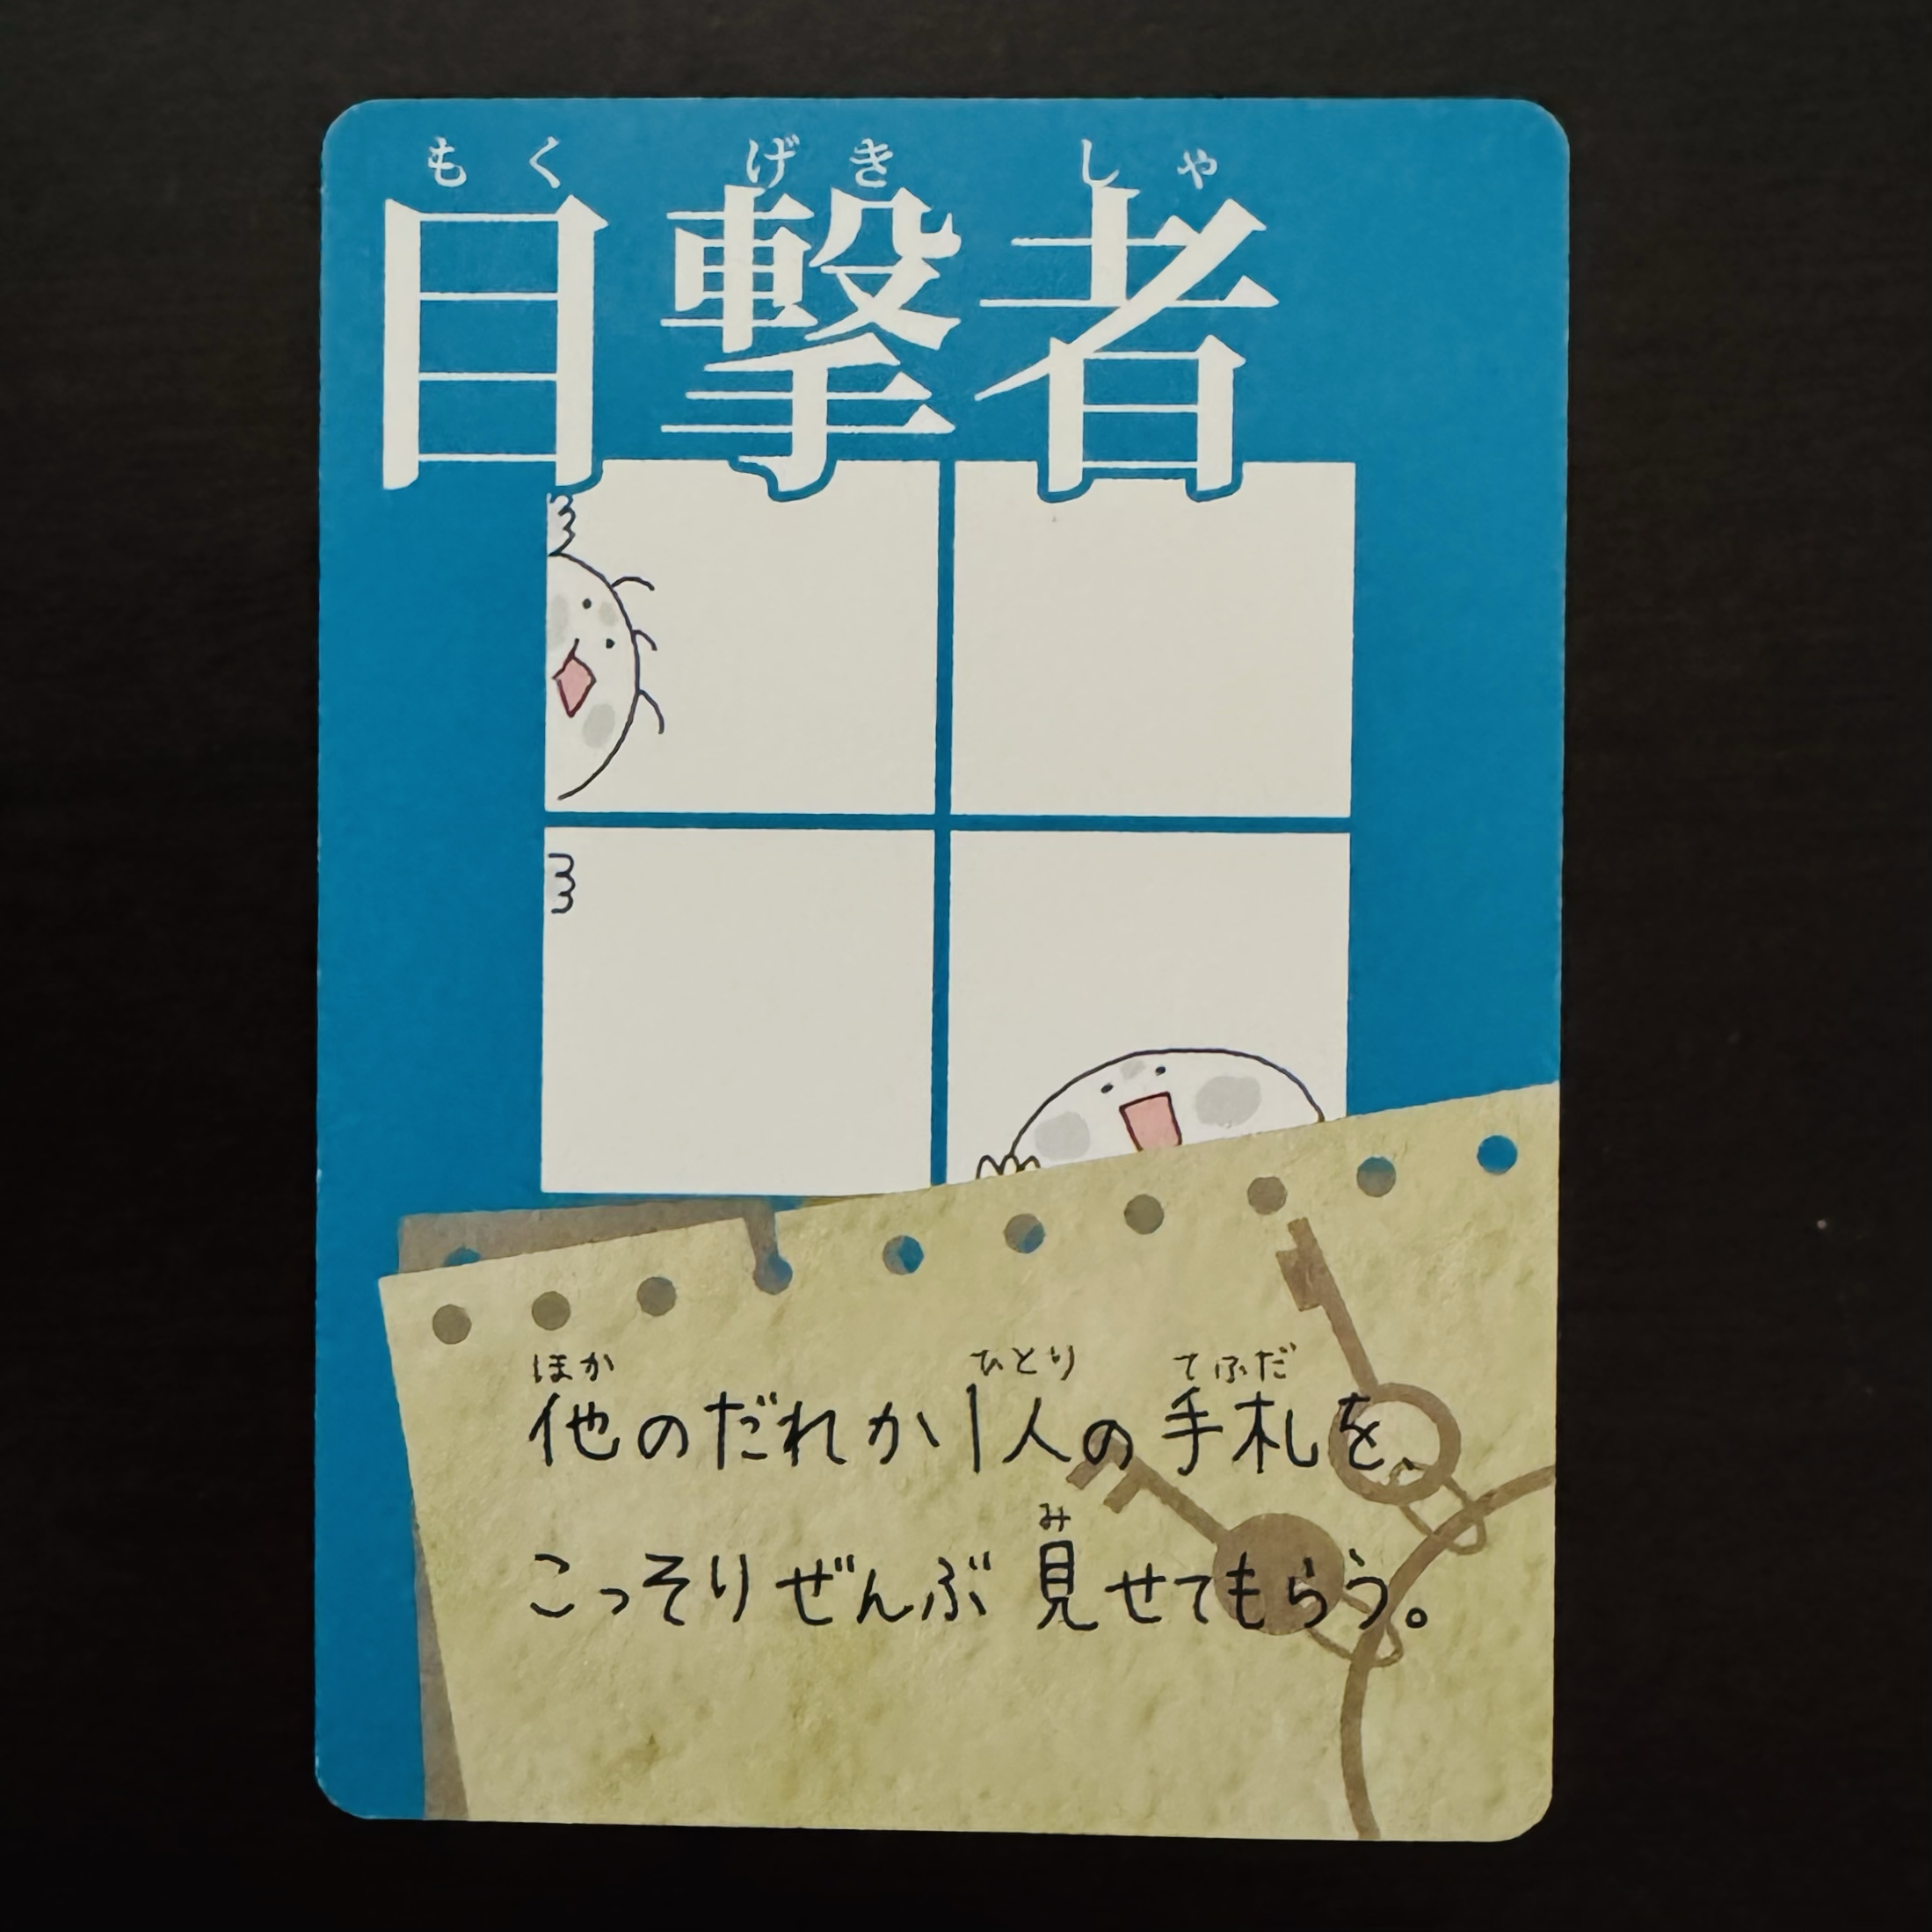 もくげきしゃ
目撃者
ほか ひとり てふだ
他のだれか1人の手札を、
み
こっそりぜんぶ見せてもらう。